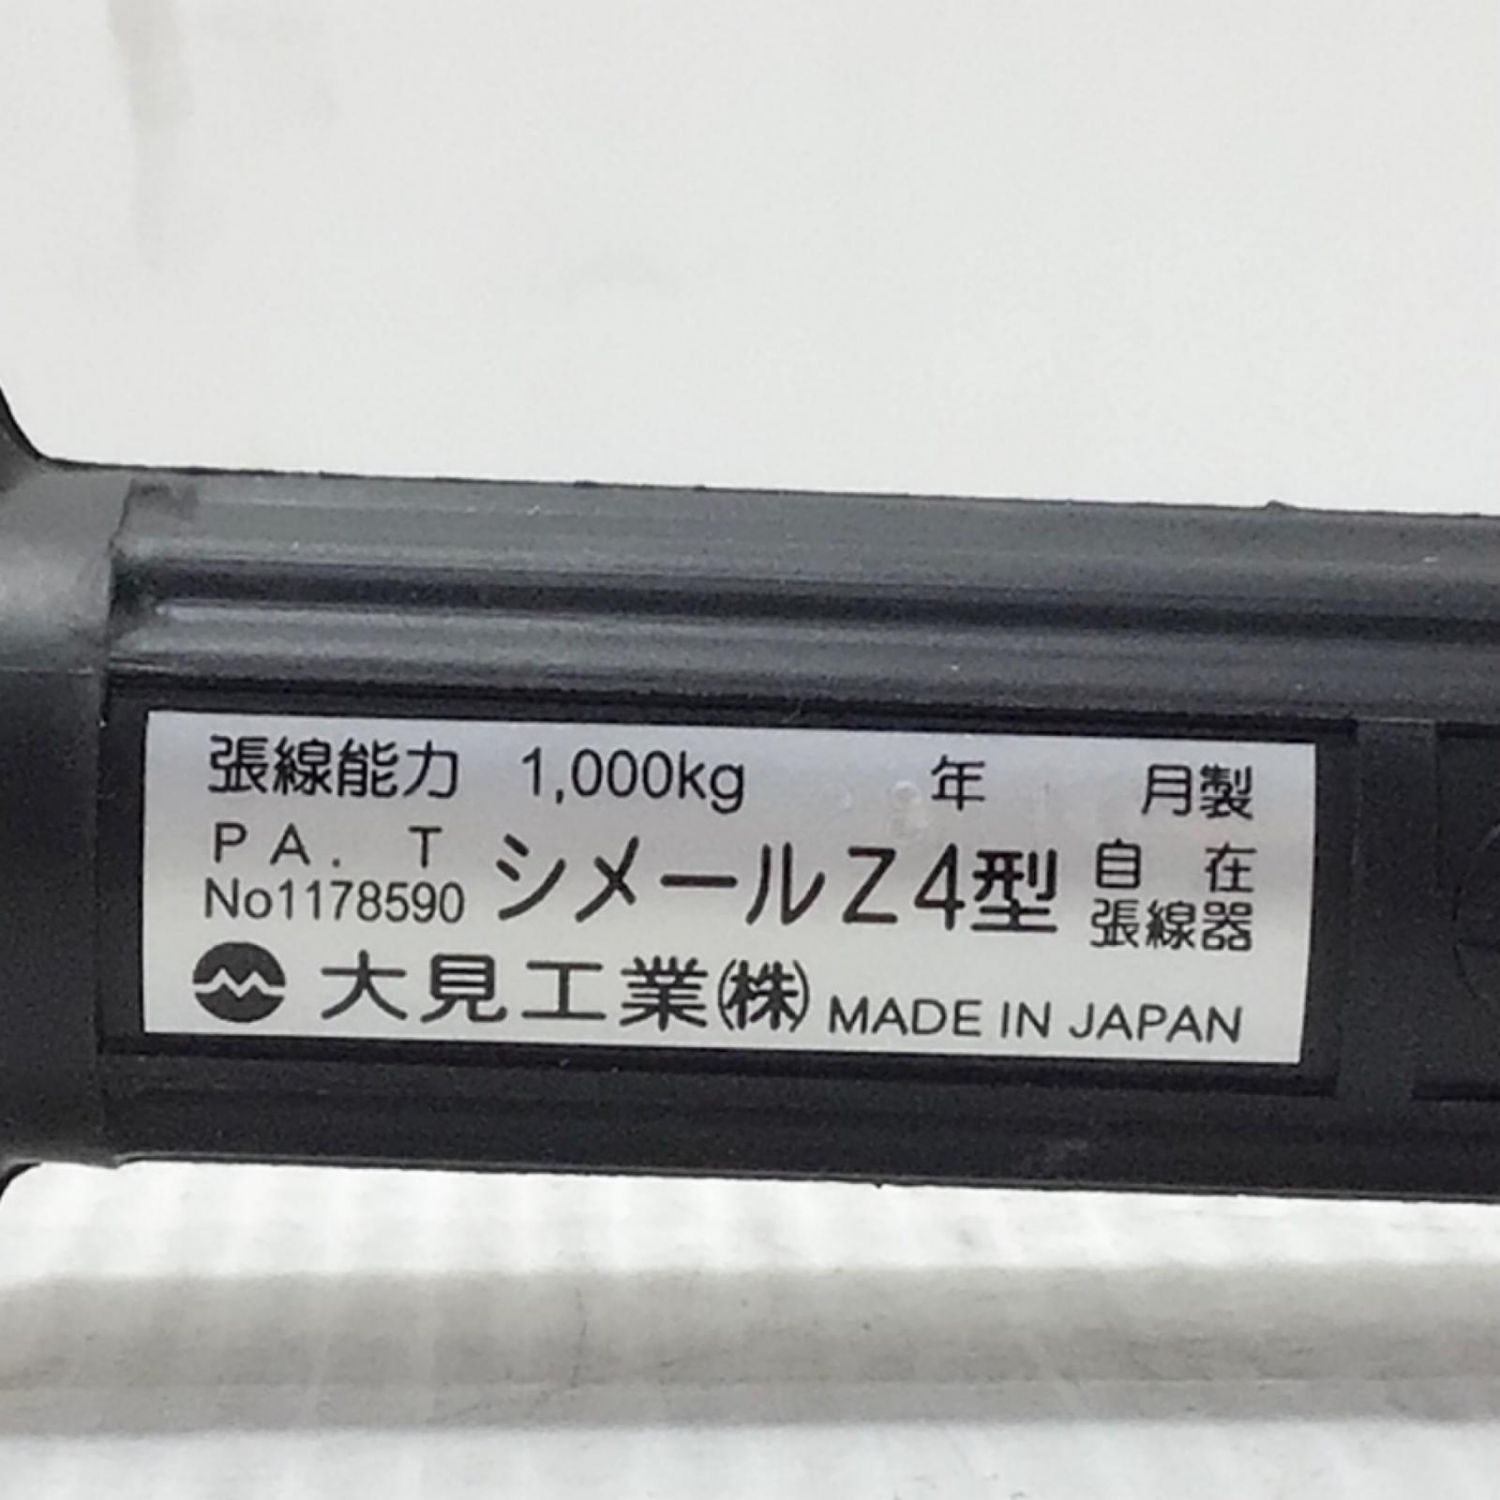 張線能力 1,000kg 年 月製
PA. T
No1178590 シメールZ4型 自在
張線器
大見工業㈱ MADE IN JAPAN